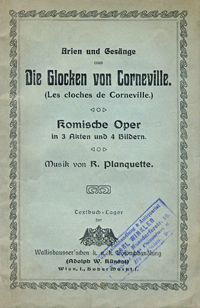 Arien und Gesänge
aus
Die Glocken von Corneville.
(Les cloches de Corneville.)
Komische Oper
in 3 Akten und 4 Bildern.
Musik von R. Planquette.
Textbuch-Lager
der
Wallishausser'schen k. u. k. Hofbuchhandlung
(Adolph W. Künast)
Wien, I., Hoher Markt 1.